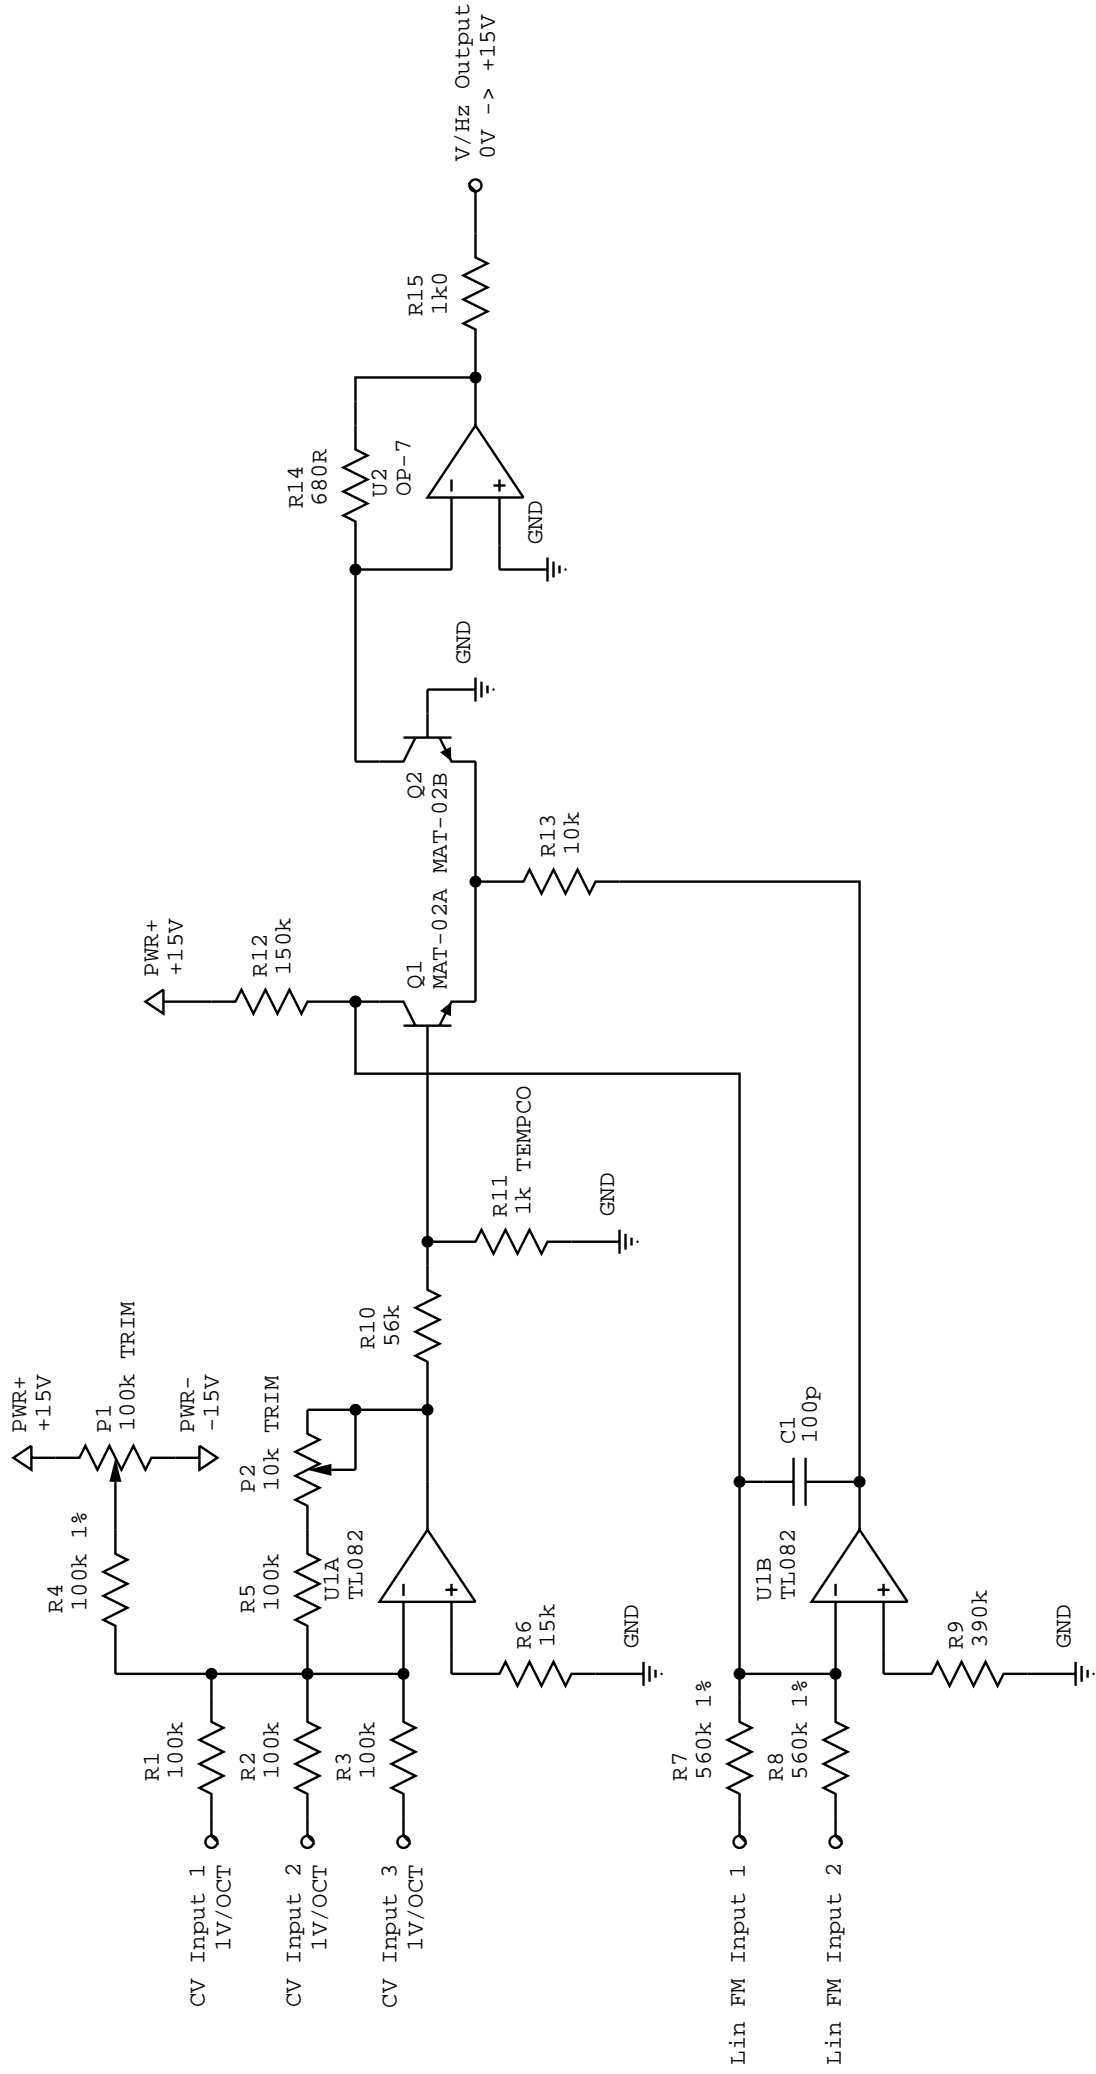 PWR+
+15V
P1
100k TRIM
PWR-
-15V
R4
100k 1%
R1
100k
CV Input 1
1V/OCT
R2
100k
CV Input 2
1V/OCT
R3
100k
CV Input 3
1V/OCT
P2
10k TRIM
R5
100k
U1A
TL082
-
+
R6
15k
GND
R10
56k
R11
1k TEMPCO
GND
PWR+
+15V
R12
150k
Q1
MAT-02A
Q2
MAT-02B
GND
R13
10k
R14
680R
U2
OP-7
-
+
GND
R15
1k0
V/Hz Output
0V -> +15V
Lin FM Input 1
R7
560k 1%
Lin FM Input 2
R8
560k 1%
U1B
TL082
-
+
C1
100p
R9
390k
GND